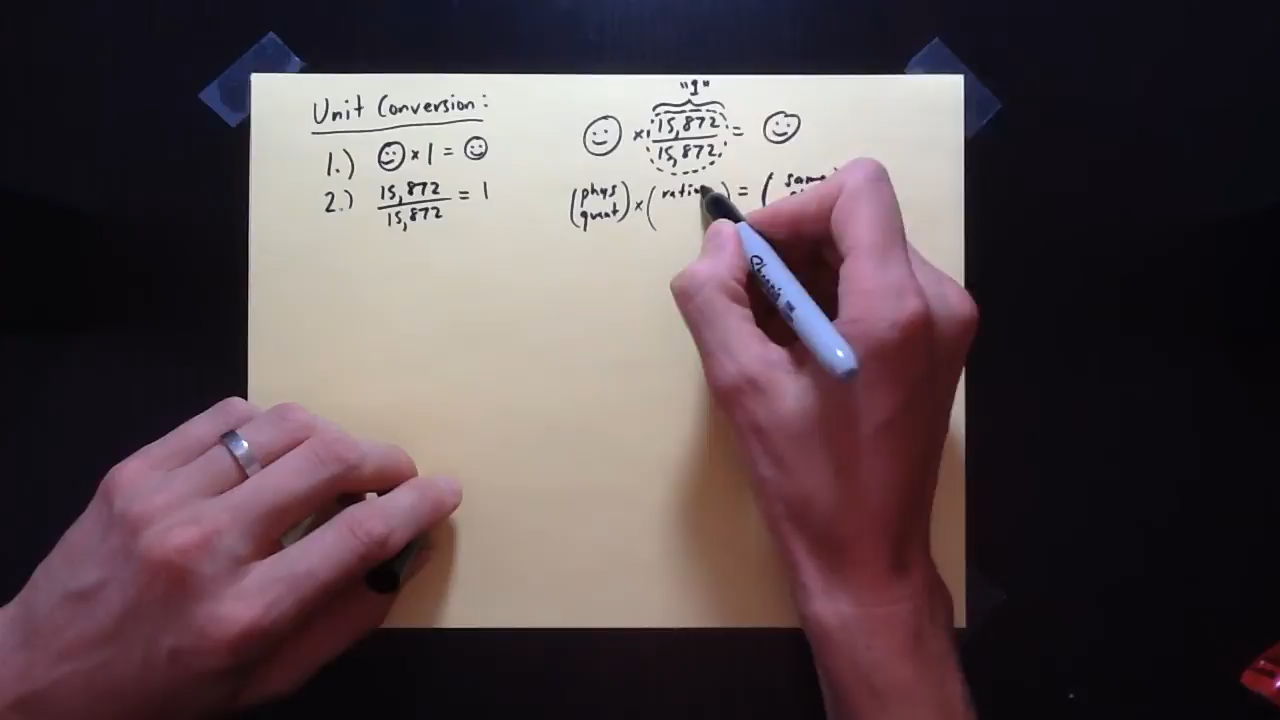 Unit Conversion:
1.) ☺ × 1 = ☺
2.) 15,872 / 15,872 = 1
"1"
☺ × 15,872 / 15,872 = ☺
(phys quant) × (ratio ) = (same
Sharpie